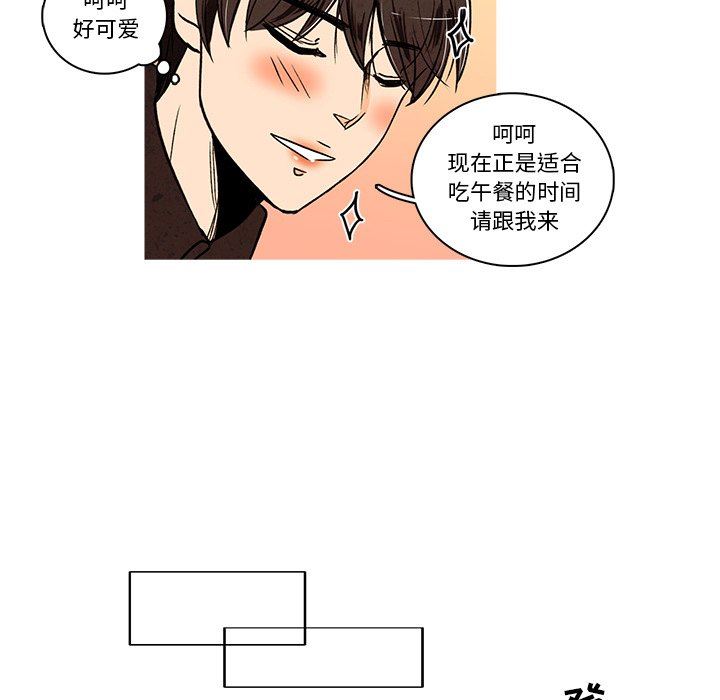 呵呵
好可爱
呵呵
现在正是适合
吃午餐的时间
请跟我来